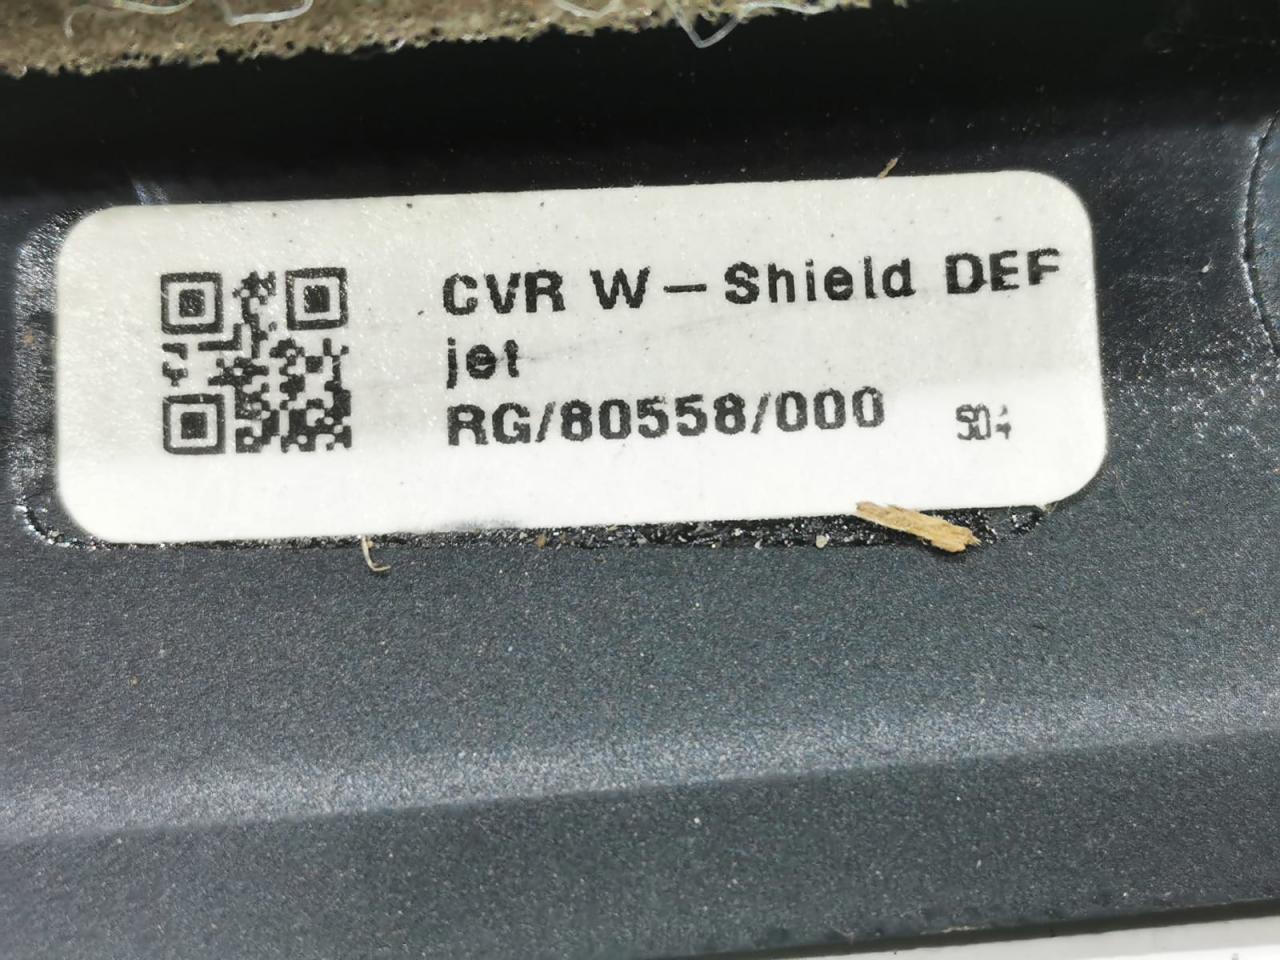 CVR W-Shield DEF
jet
RG/80558/000 S04